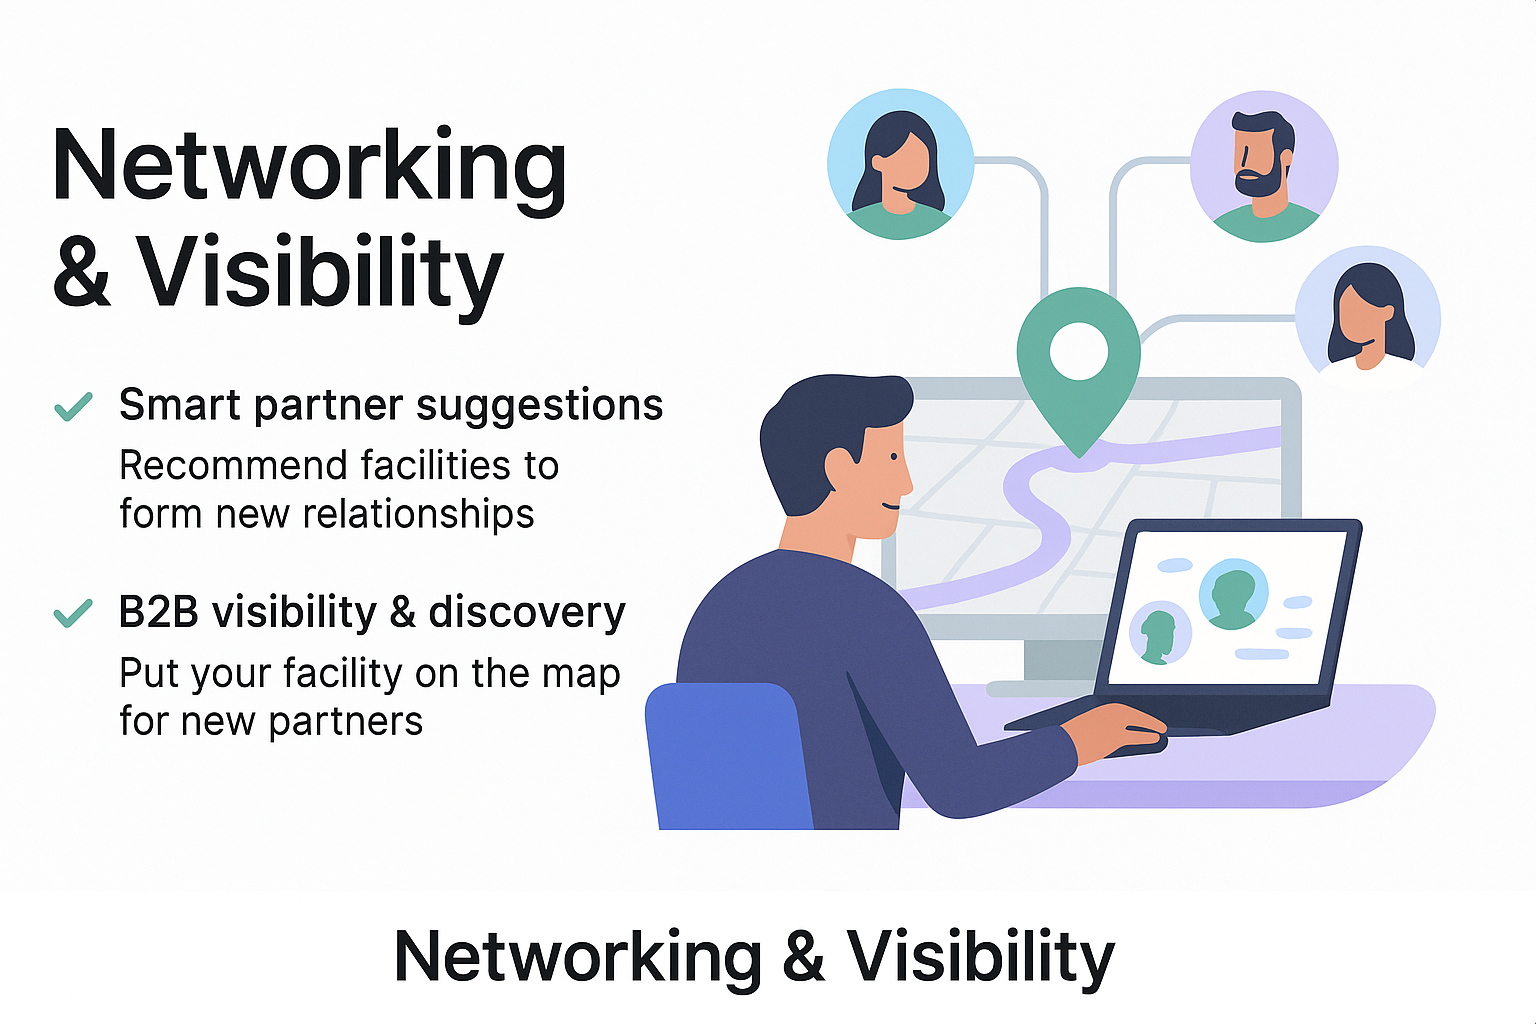 Networking
& Visibility
Smart partner suggestions
Recommend facilities to
form new relationships
B2B visibility & discovery
Put your facility on the map
for new partners
Networking & Visibility